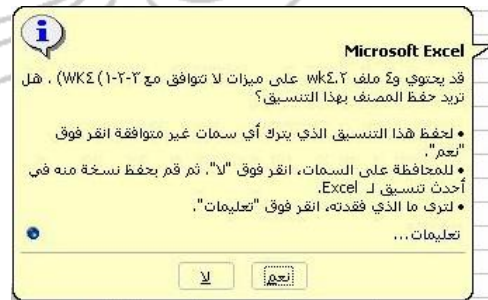 Microsoft Excel
قد يحتوي و٤ ملف wk٤.٢ على ميزات لا تتوافق مع ٣-٢-١) WK٤) . هل
تريد حفظ المصنف بهذا التنسيق؟
• لحفظ هذا التنسيق الذي يترك أي سمات غير متوافقة انقر فوق
"نعم".
• للمحافظة على السمات، انقر فوق "لا". ثم قم بحفظ نسخة منه في
أحدث تنسيق لـ Excel.
• لترى ما الذي فقدته، انقر فوق "تعليمات".
تعليمات...
نعم
لا